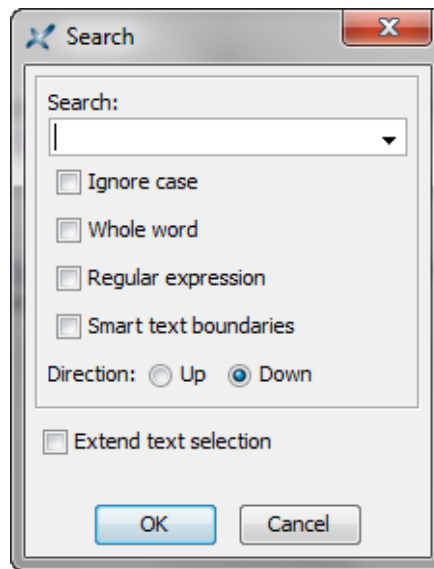 Search
Search:
Ignore case
Whole word
Regular expression
Smart text boundaries
Direction: Up Down
Extend text selection
OK Cancel